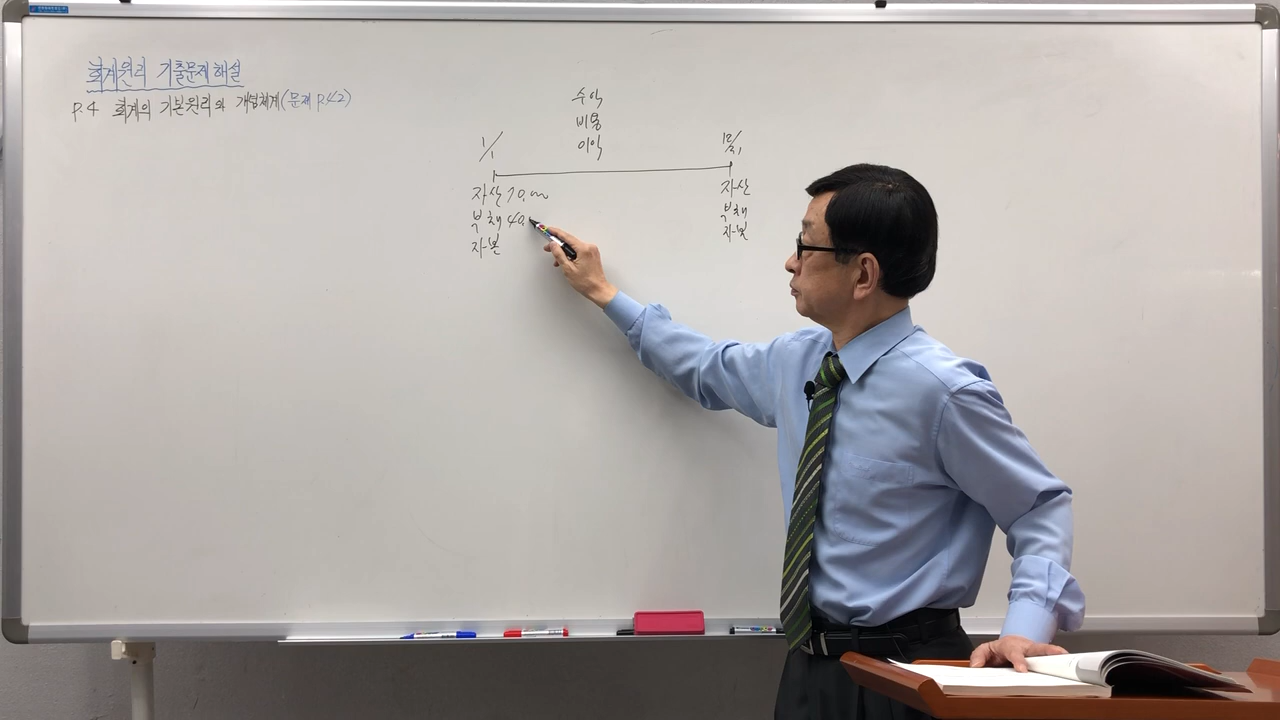 회계원리 기출문제해설
P.4 회계의 기본원리와 개념체계(문제 P.42)
수익
비용
이익
1/1
12/31
자산 70,000
부채 40,
자본
자산
부채
자본